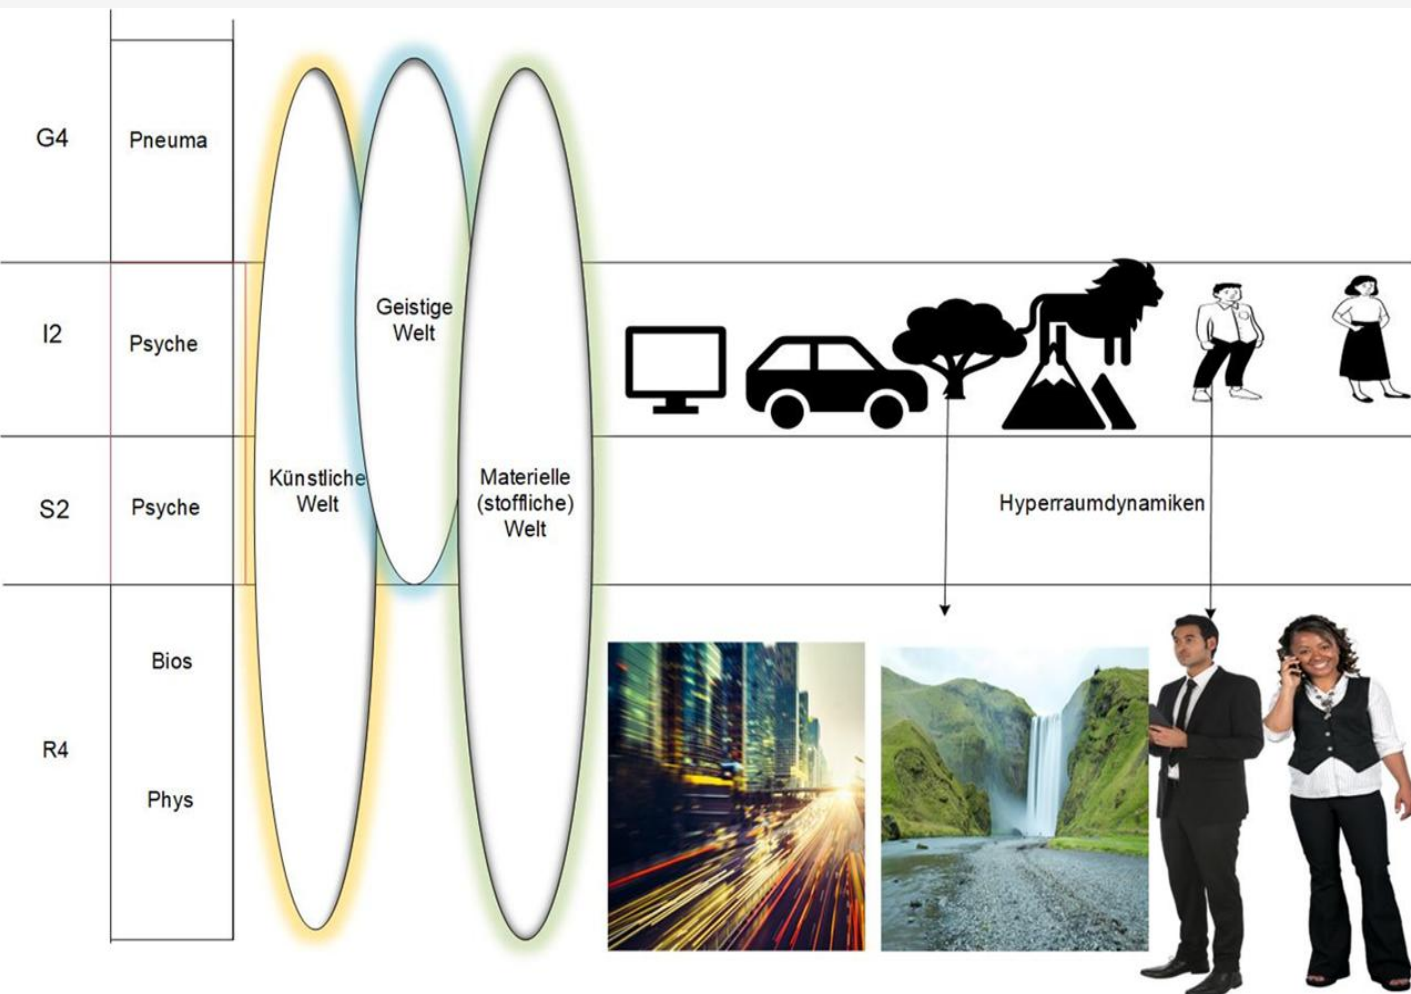 G4
Pneuma
I2
Psyche
Geistige
Welt
S2
Psyche
Künstliche
Welt
Materielle
(stoffliche)
Welt
Hyperraumdynamiken
R4
Bios
Phys